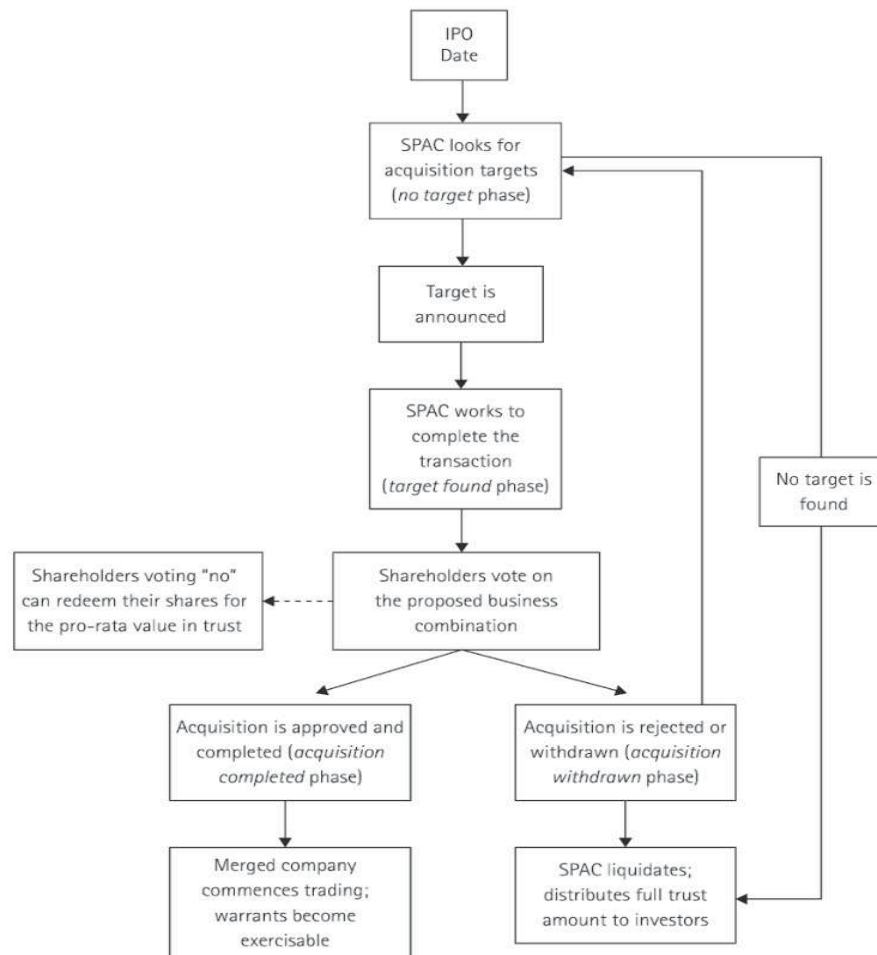 IPO
Date
SPAC looks for
acquisition targets
(no target phase)
Target is
announced
SPAC works to
complete the
transaction
(target found phase)
No target is
found
Shareholders voting "no"
can redeem their shares for
the pro-rata value in trust
Shareholders vote on
the proposed business
combination
Acquisition is approved and
completed (acquisition
completed phase)
Acquisition is rejected or
withdrawn (acquisition
withdrawn phase)
Merged company
commences trading;
warrants become
exercisable
SPAC liquidates;
distributes full trust
amount to investors